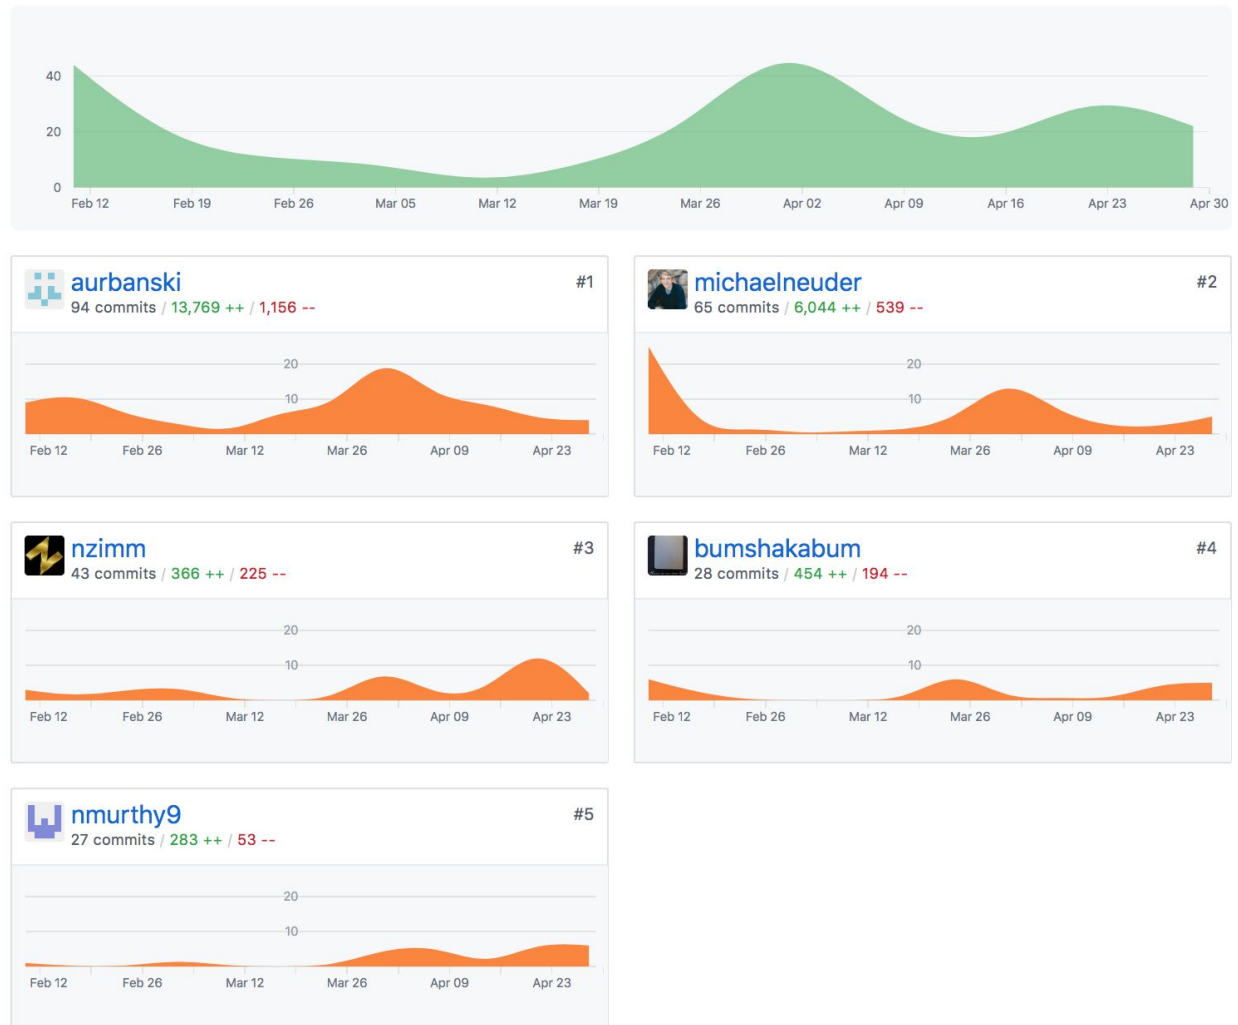 40
20
0
Feb 12 Feb 19 Feb 26 Mar 05 Mar 12 Mar 19 Mar 26 Apr 02 Apr 09 Apr 16 Apr 23 Apr 30
aurbanski #1
94 commits / 13,769 ++ / 1,156 --
20
10
Feb 12 Feb 26 Mar 12 Mar 26 Apr 09 Apr 23
michaelneuder #2
65 commits / 6,044 ++ / 539 --
20
10
Feb 12 Feb 26 Mar 12 Mar 26 Apr 09 Apr 23
nzimm #3
43 commits / 366 ++ / 225 --
20
10
Feb 12 Feb 26 Mar 12 Mar 26 Apr 09 Apr 23
bumshakabum #4
28 commits / 454 ++ / 194 --
20
10
Feb 12 Feb 26 Mar 12 Mar 26 Apr 09 Apr 23
nmurthy9 #5
27 commits / 283 ++ / 53 --
20
10
Feb 12 Feb 26 Mar 12 Mar 26 Apr 09 Apr 23